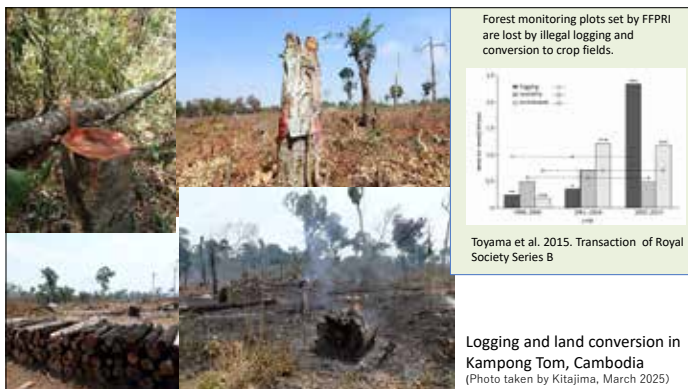 Forest monitoring plots set by FFPRI
are lost by illegal logging and
conversion to crop fields.
Toyama et al. 2015. Transaction of Royal
Society Series B
Logging and land conversion in
Kampong Tom, Cambodia
(Photo taken by Kitajima, March 2025)